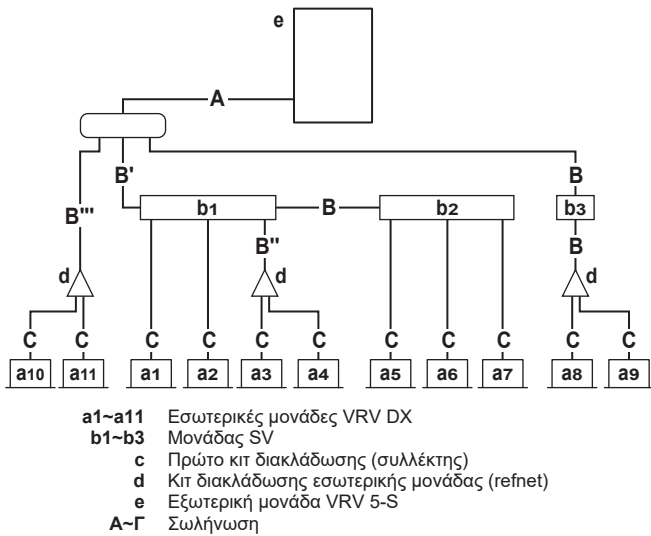 e
A
B'
B
b1
B
b2
b3
B'''
B''
B
d
d
d
C
C
C
C
C
C
C
C
C
C
C
a10
a11
a1
a2
a3
a4
a5
a6
a7
a8
a9
a1~a11 Εσωτερικές μονάδες VRV DX
b1~b3 Μονάδας SV
c Πρώτο κιτ διακλάδωσης (συλλέκτης)
d Κιτ διακλάδωσης εσωτερικής μονάδας (refnet)
e Εξωτερική μονάδα VRV 5-S
Α~Γ Σωλήνωση